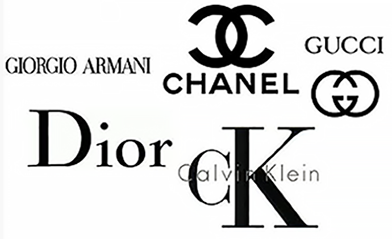 GIORGIO ARMANI
CHANEL
GUCCI
Dior
CK
Calvin Klein